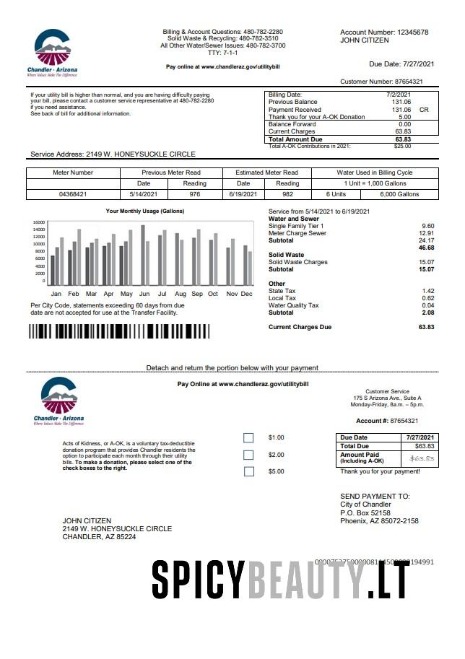 Billing & Account Questions: 480-782-2280
Solid Waste & Recycling: 480-782-3510
All Other Water/Sewer Issues: 480-782-3700
TTY: 7-1-1
Pay online at www.chandleraz.gov/utilitybill
Account Number: 12345678
JOHN CITIZEN
Due Date: 7/27/2021
Customer Number: 87654321
Chandler · Arizona
Where Values Make The Difference
If your utility bill is higher than normal, and you are having difficulty paying
your bill, please contact a customer service representative at 480-782-2280
if you need assistance.
See back of bill for additional information.
Billing Date: 7/2/2021
Previous Balance 131.06
Payment Received 131.06 CR
Thank you for your A-OK Donation 5.00
Balance Forward 0.00
Current Charges 63.83
Total Amount Due 63.83
Total A-OK Contributions in 2021: $25.00
Service Address: 2149 W. HONEYSUCKLE CIRCLE
Meter Number Previous Meter Read Estimated Meter Read Water Used in Billing Cycle
Date Reading Date Reading 1 Unit = 1,000 Gallons
04368421 5/14/2021 976 6/19/2021 982 6 Units 6,000 Gallons
Your Monthly Usage (Gallons)
16000
14000
12000
10000
8000
6000
4000
2000
0
Jan Feb Mar Apr May Jun Jul Aug Sep Oct Nov Dec
Per City Code, statements exceeding 60 days from due
date are not accepted for use at the Transfer Facility.
Service from 5/14/2021 to 6/19/2021
Water and Sewer
Single Family Tier 1 9.60
Meter Charge Sewer 12.91
Subtotal 24.17
46.68
Solid Waste
Solid Waste Charges 15.07
Subtotal 15.07
Other
State Tax 1.42
Local Tax 0.62
Water Quality Tax 0.04
Subtotal 2.08
Current Charges Due 63.83
Detach and return the portion below with your payment
Pay Online at www.chandleraz.gov/utilitybill
Chandler · Arizona
Where Values Make The Difference
Customer Service
175 S Arizona Ave., Suite A
Monday-Friday, 8a.m. – 5p.m.
Account #: 87654321
Acts of Kidness, or A-OK, is a voluntary tax-deductible
donation program that provides Chandler residents the
option to participate each month through their utility
bills. To make a donation, please select one of the
check boxes to the right.
$1.00
$2.00
$5.00
Due Date 7/27/2021
Total Due $63.83
Amount Paid
(Including A-OK) $63.83
Thank you for your payment!
SEND PAYMENT TO:
City of Chandler
P.O. Box 52158
Phoenix, AZ 85072-2158
JOHN CITIZEN
2149 W. HONEYSUCKLE CIRCLE
CHANDLER, AZ 85224
SPICYBEAUTY.LT